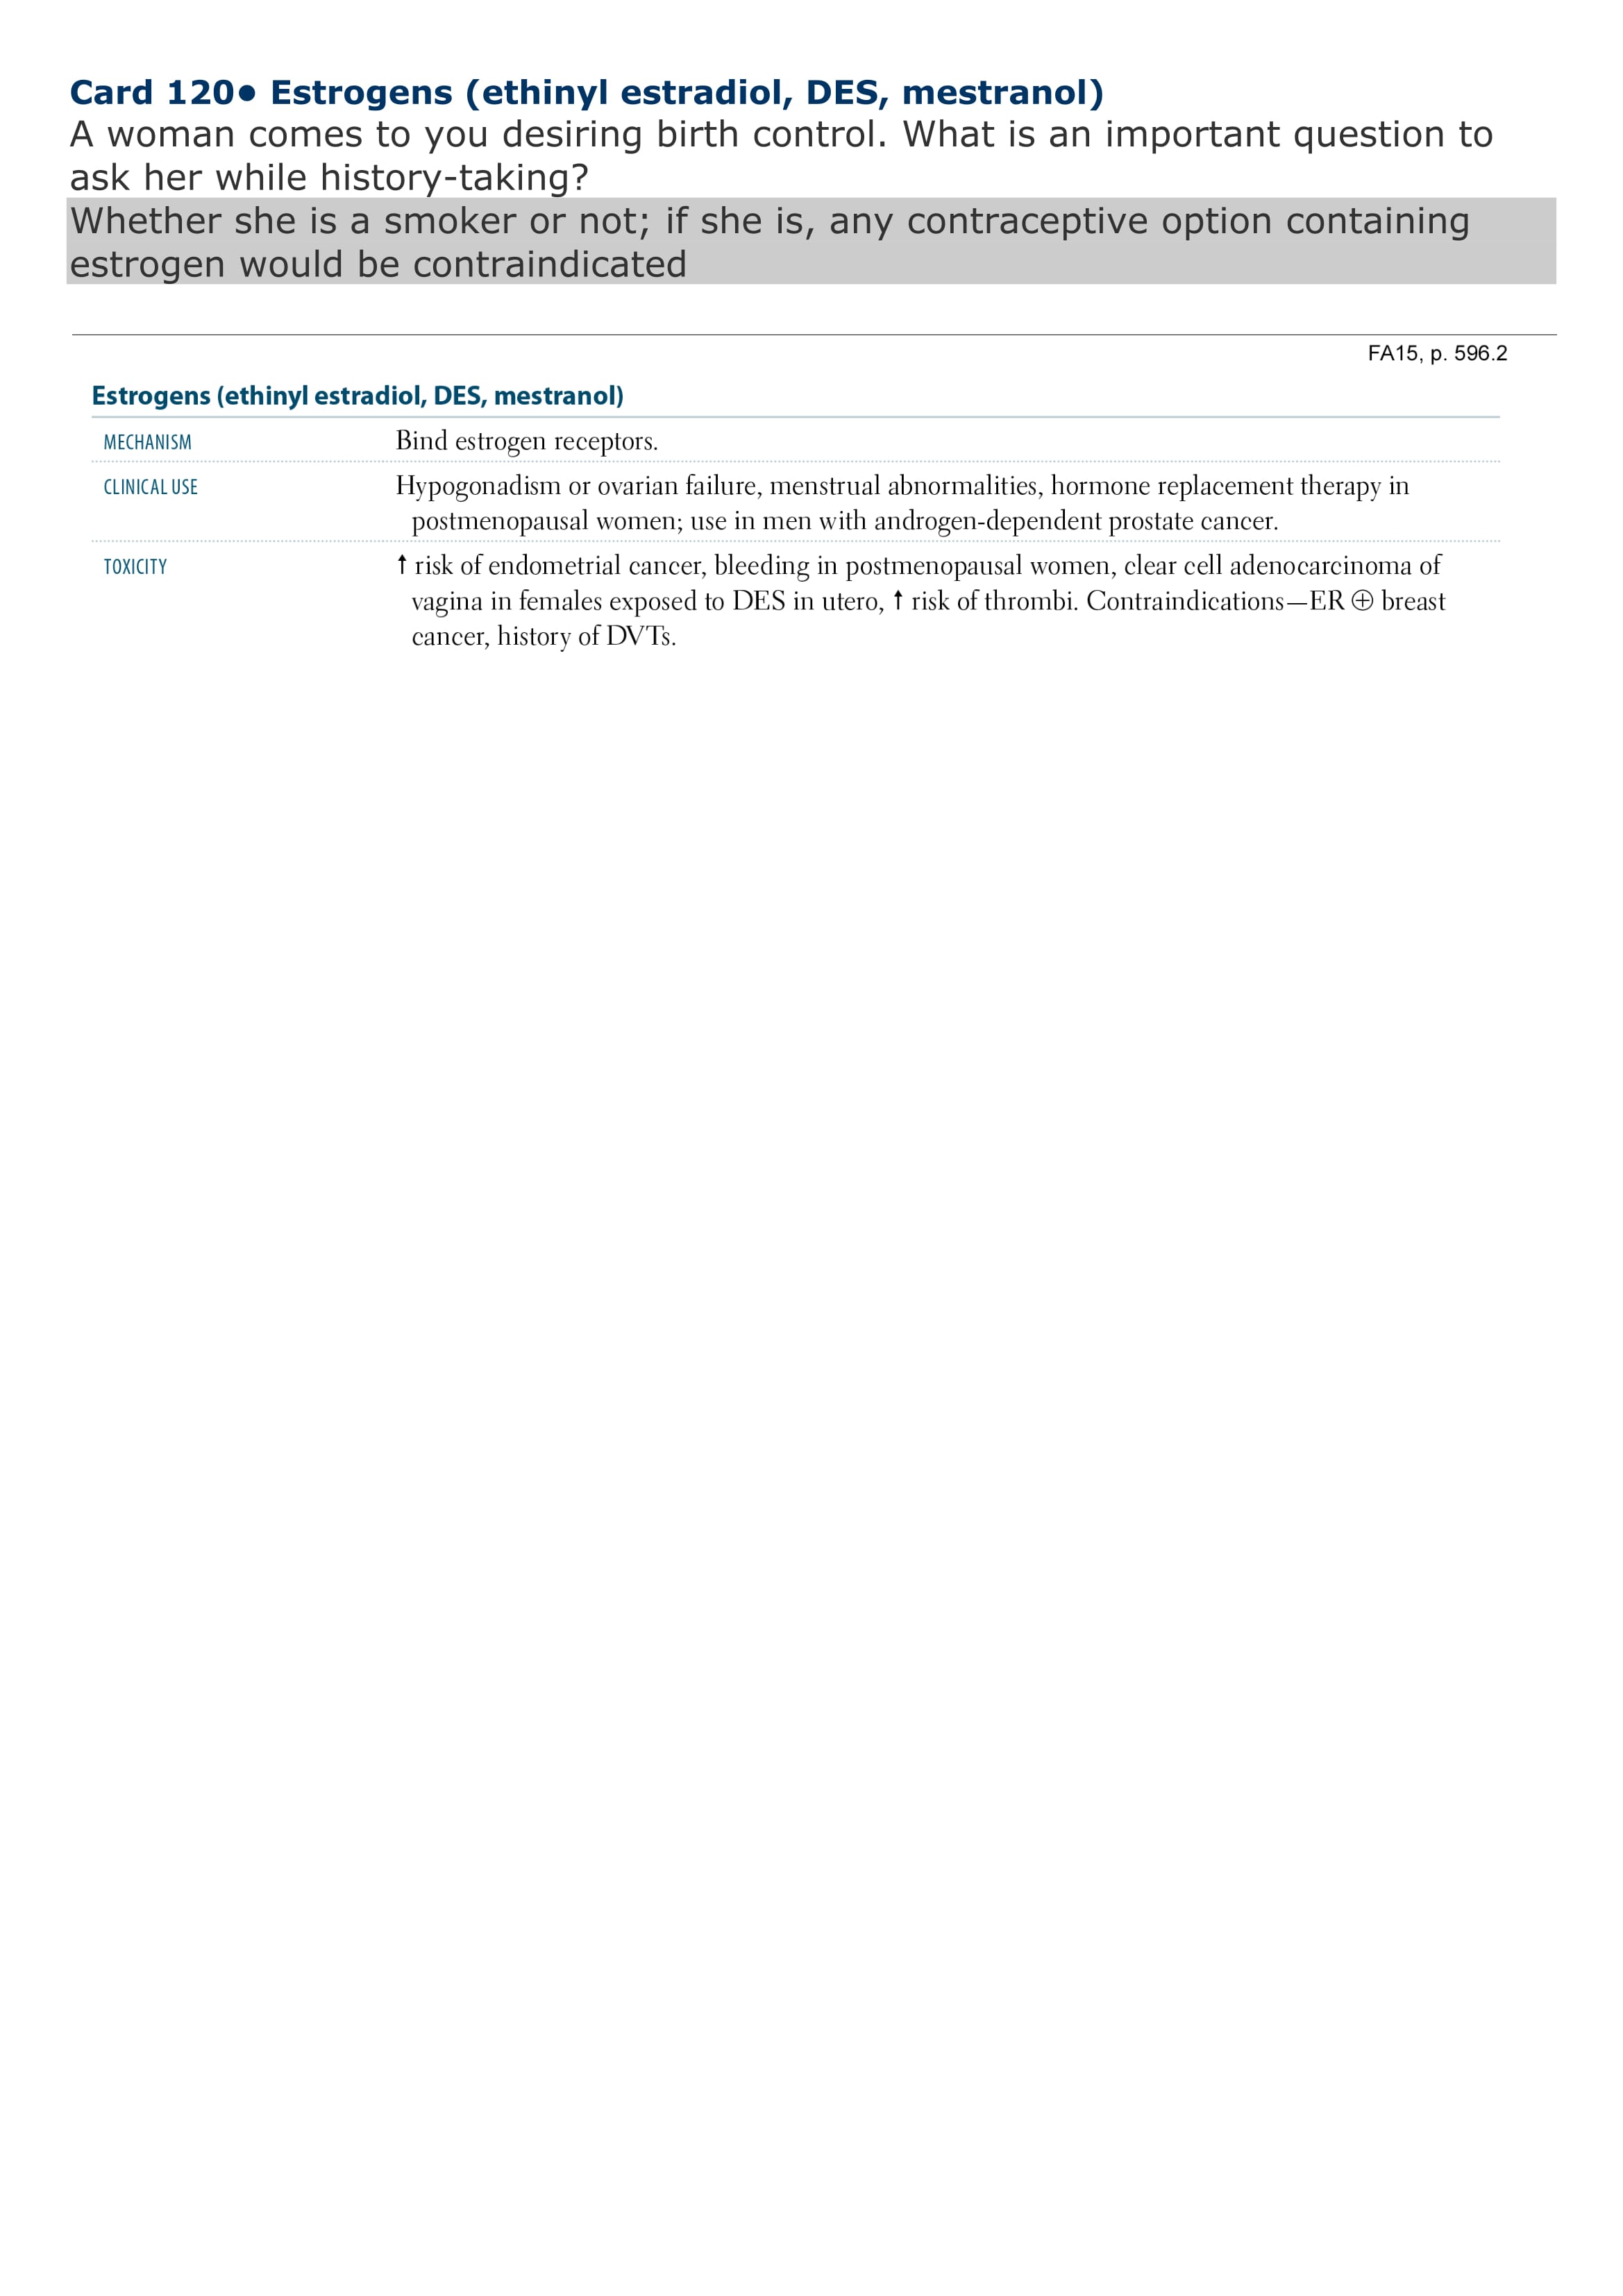 Card 120● Estrogens (ethinyl estradiol, DES, mestranol)
A woman comes to you desiring birth control. What is an important question to
ask her while history-taking?
Whether she is a smoker or not; if she is, any contraceptive option containing
estrogen would be contraindicated
FA15, p. 596.2
Estrogens (ethinyl estradiol, DES, mestranol)
MECHANISM Bind estrogen receptors.
CLINICAL USE Hypogonadism or ovarian failure, menstrual abnormalities, hormone replacement therapy in
postmenopausal women; use in men with androgen-dependent prostate cancer.
TOXICITY ↑ risk of endometrial cancer, bleeding in postmenopausal women, clear cell adenocarcinoma of
vagina in females exposed to DES in utero, ↑ risk of thrombi. Contraindications—ER ⊕ breast
cancer, history of DVTs.